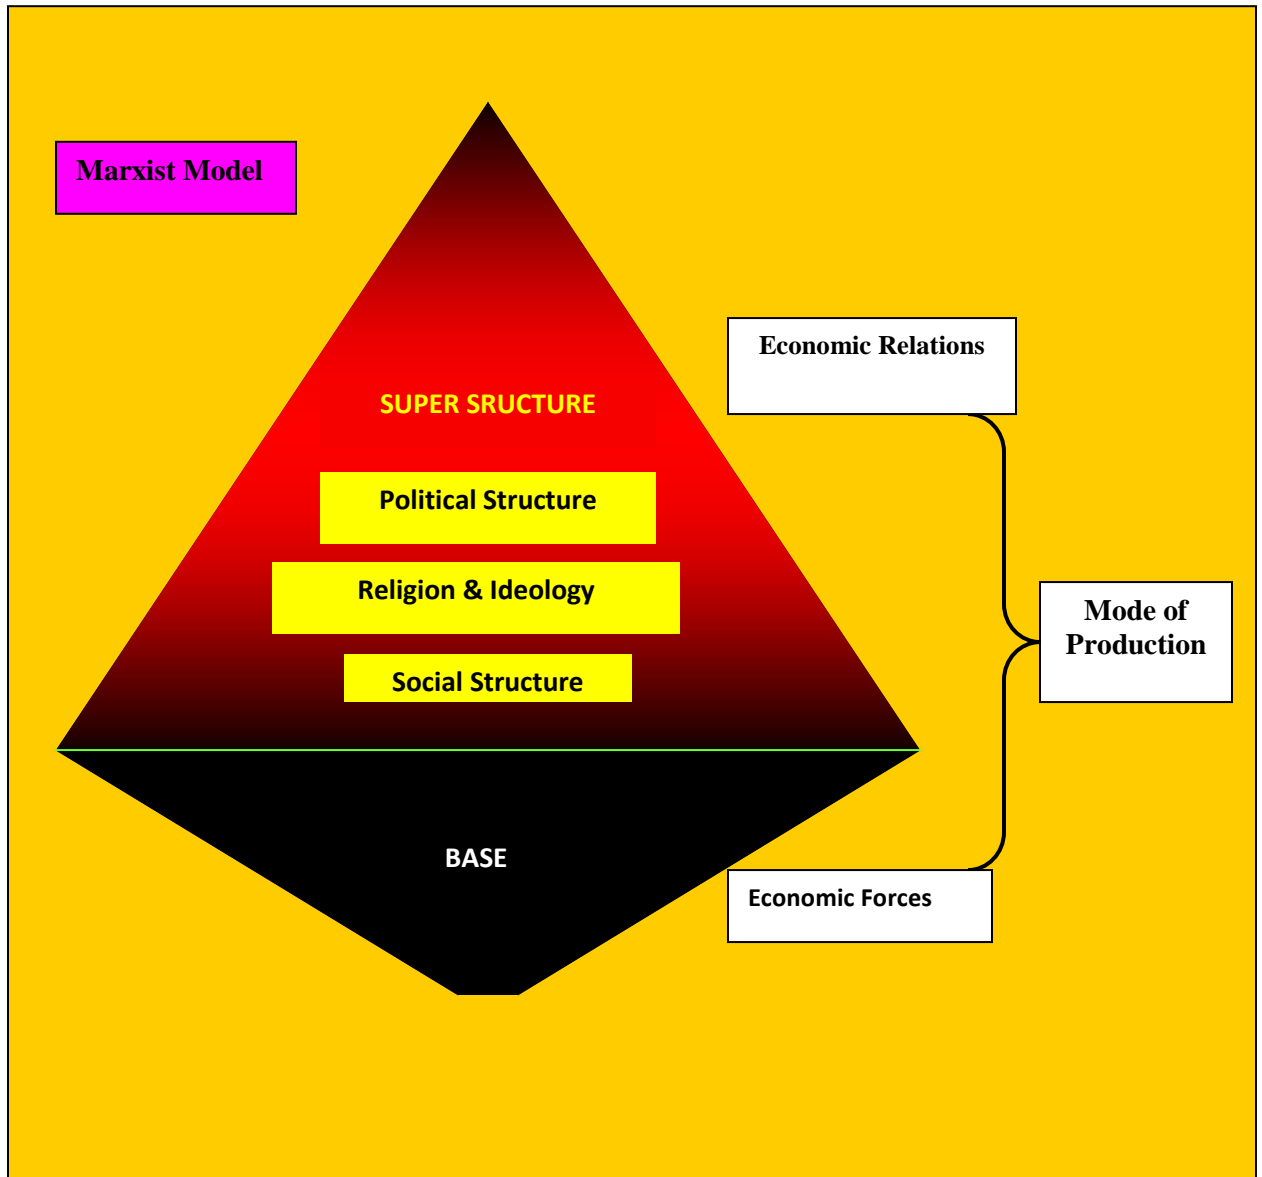 Marxist Model
Economic Relations
SUPER SRUCTURE
Political Structure
Religion & Ideology
Mode of
Production
Social Structure
BASE
Economic Forces